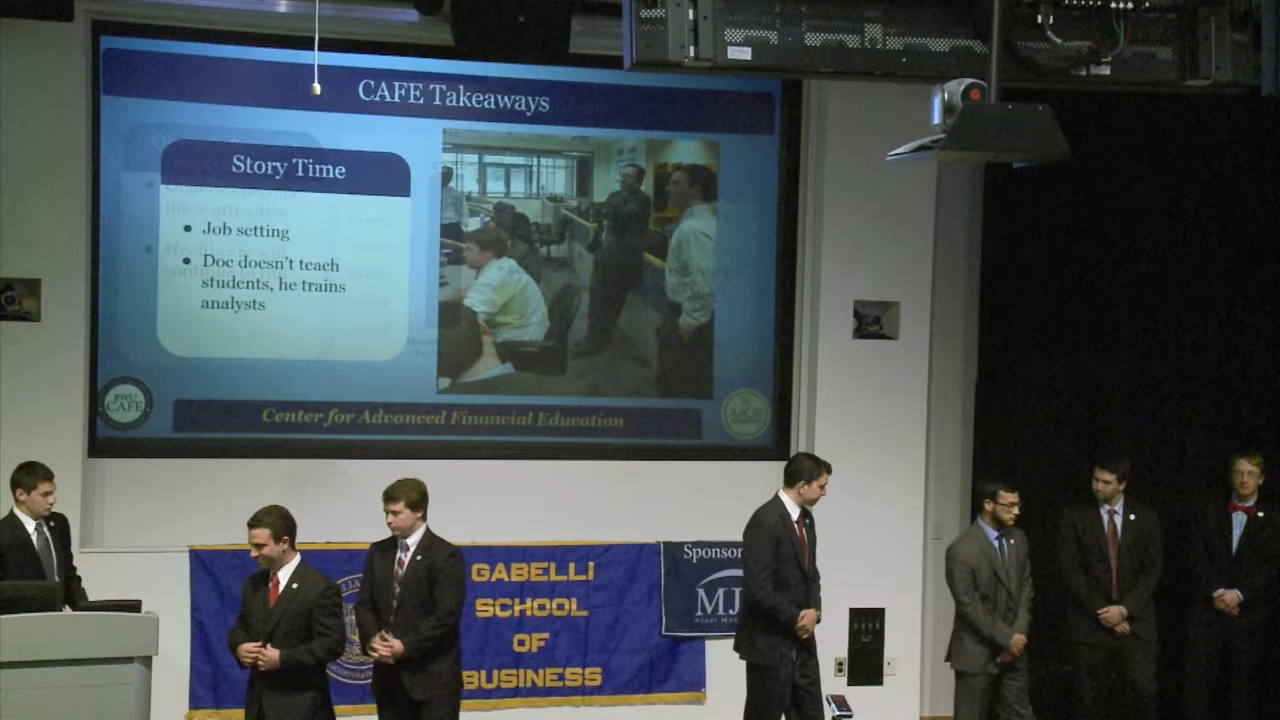 CAFE Takeaways
Story Time
• Job setting
• Doc doesn't teach
students, he trains
analysts
RWU
CAFE
Center for Advanced Financial Education
GABELLI
SCHOOL
OF
BUSINESS
Sponsor
MJ